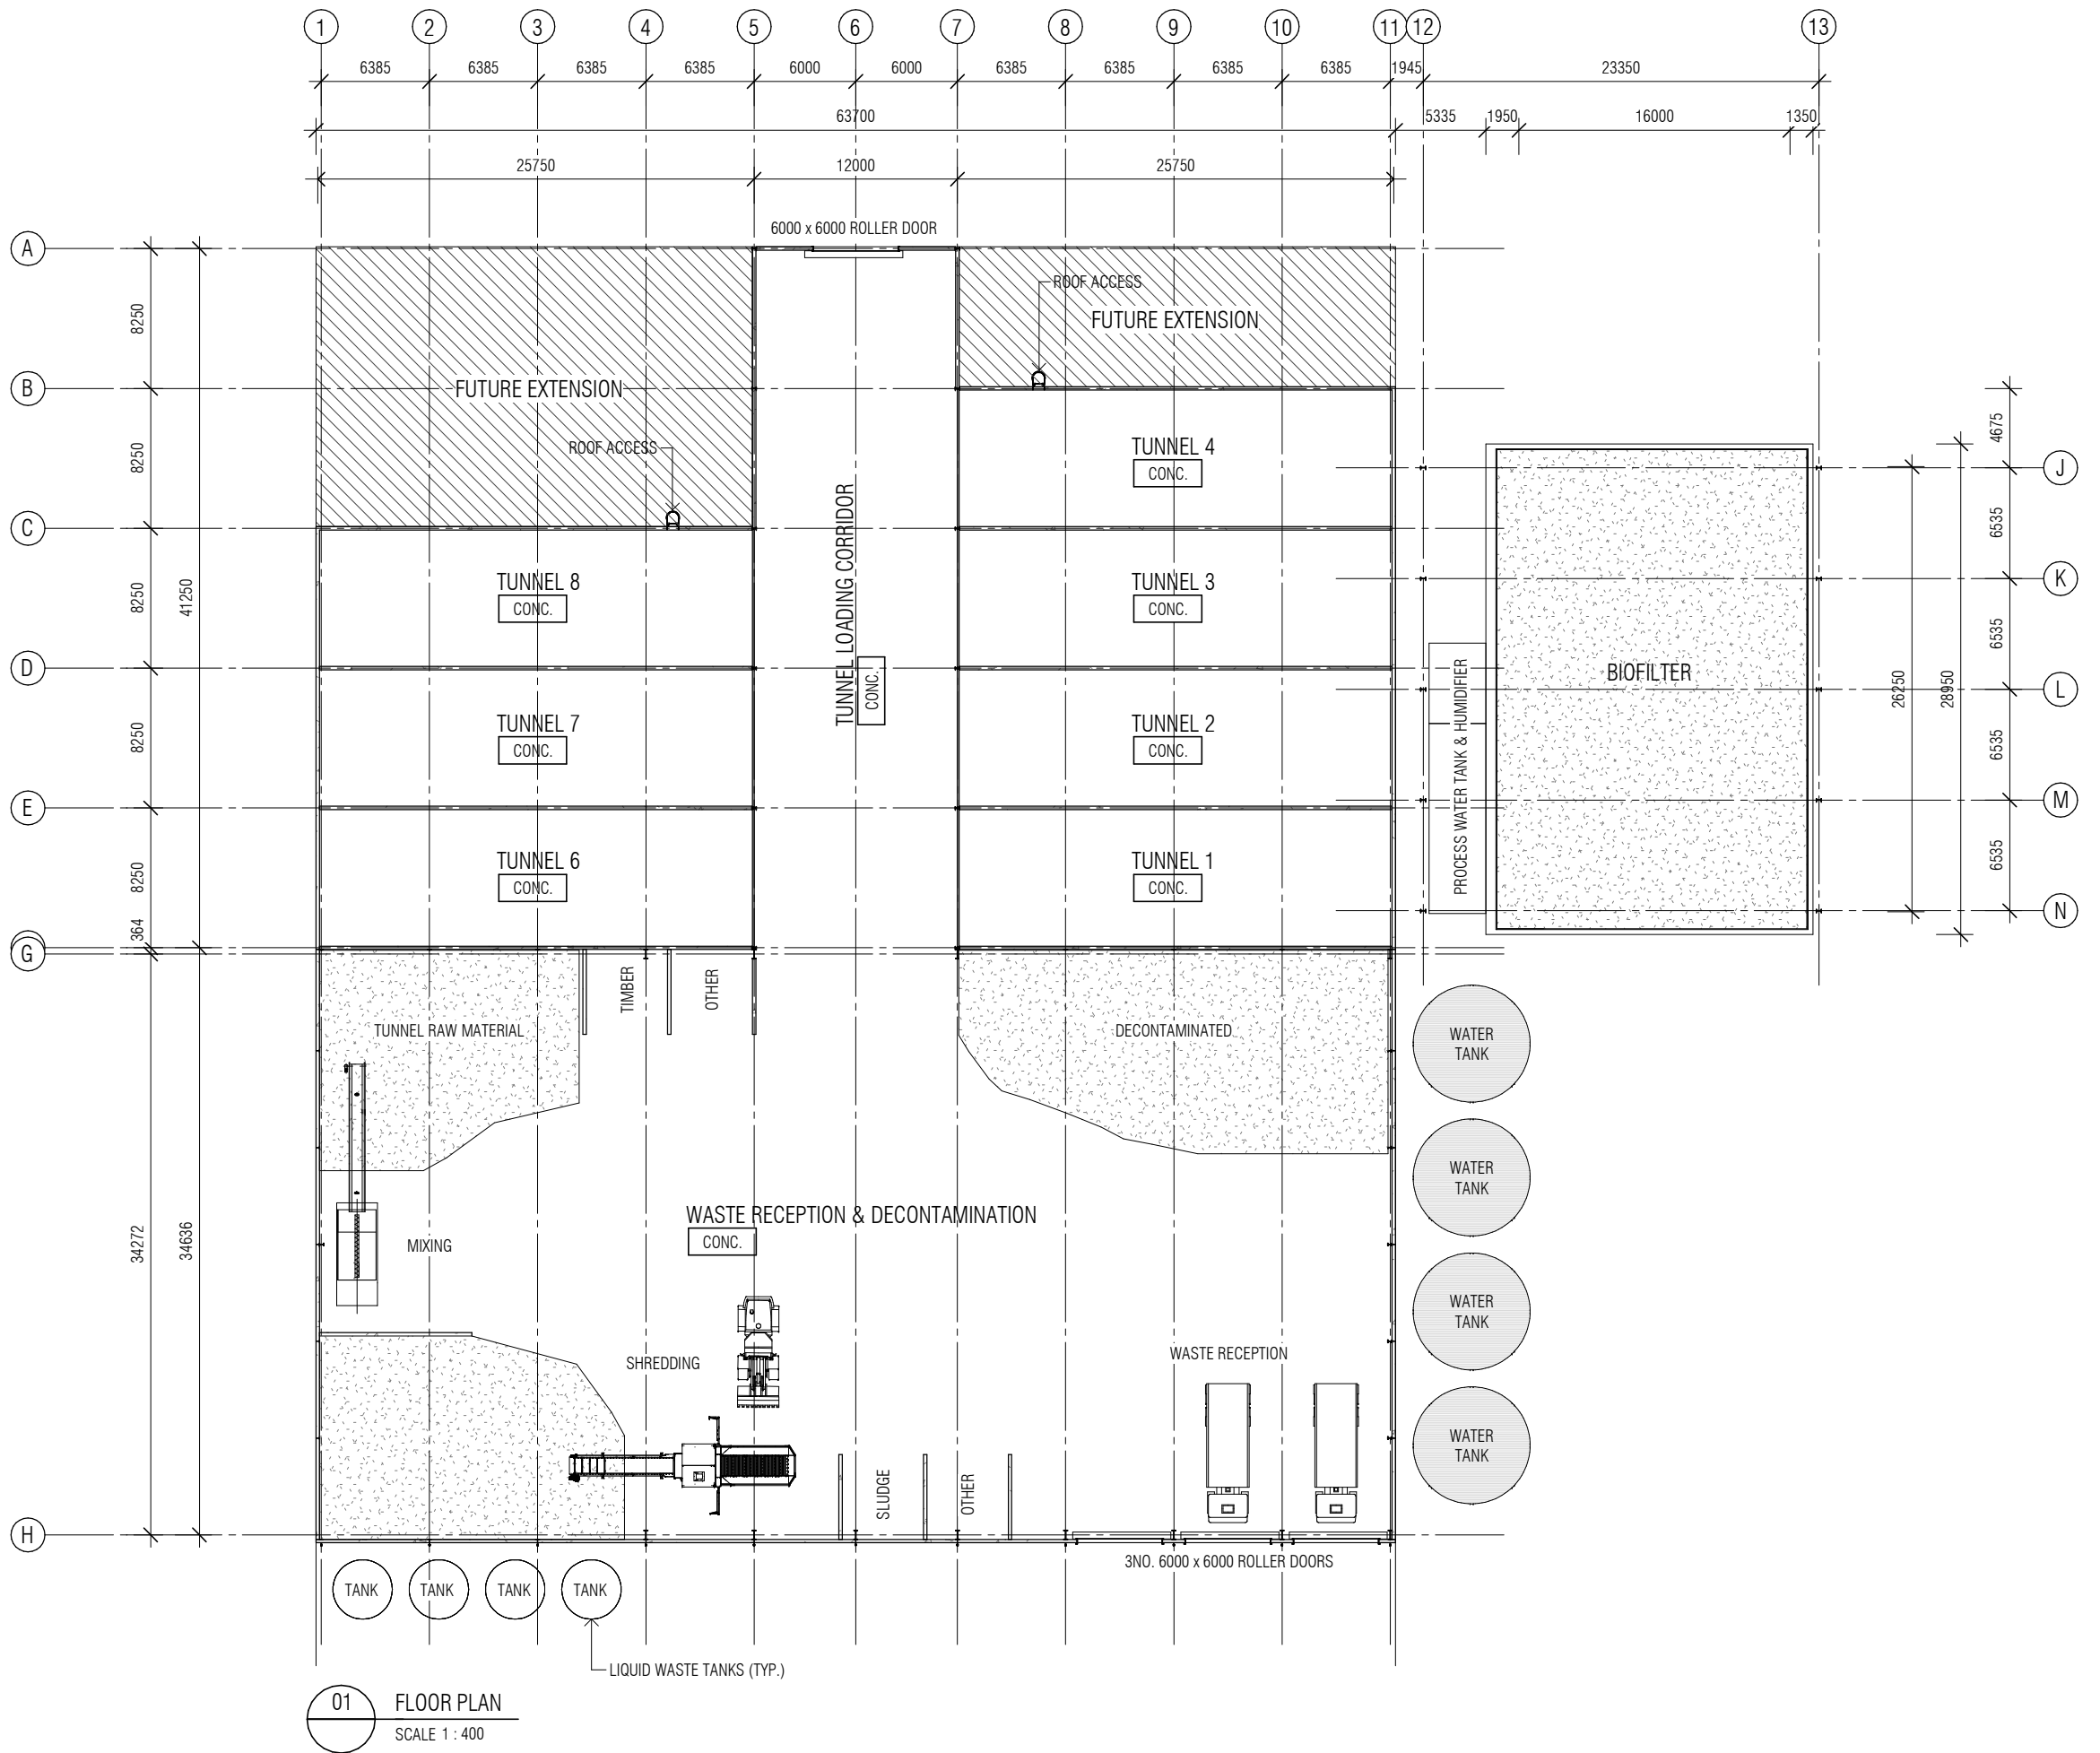 1 2 3 4 5 6 7 8 9 10 11 12 13
6385 6385 6385 6385 6000 6000 6385 6385 6385 6385 1945 23350
63700 5335 1950 16000 1350
25750 12000 25750
6000 x 6000 ROLLER DOOR
A
ROOF ACCESS
FUTURE EXTENSION
8250
B
FUTURE EXTENSION
4675
8250
ROOF ACCESS
TUNNEL 4
CONC.
J
C
6535
8250
41250
TUNNEL 8
CONC.
TUNNEL LOADING CORRIDOR
CONC.
TUNNEL 3
CONC.
K
D
6535
BIOFILTER
26250
28950
L
8250
TUNNEL 7
CONC.
TUNNEL 2
CONC.
PROCESS WATER TANK & HUMIDIFIER
6535
E
M
8250
TUNNEL 6
CONC.
TUNNEL 1
CONC.
6535
N
364
G
TIMBER
OTHER
TUNNEL RAW MATERIAL
DECONTAMINATED
WATER
TANK
WATER
TANK
34272
34636
WASTE RECEPTION & DECONTAMINATION
CONC.
MIXING
WATER
TANK
SHREDDING
WASTE RECEPTION
WATER
TANK
SLUDGE
OTHER
H
3NO. 6000 x 6000 ROLLER DOORS
TANK TANK TANK TANK
LIQUID WASTE TANKS (TYP.)
01 FLOOR PLAN
SCALE 1 : 400